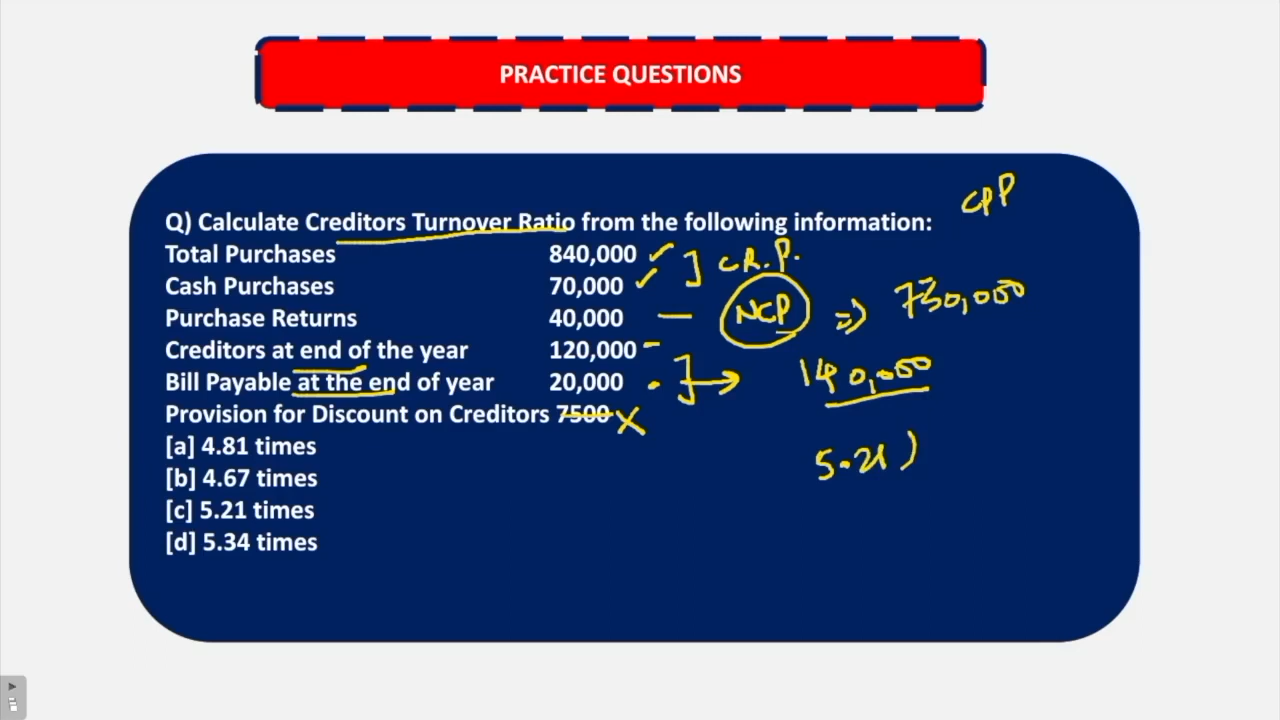 PRACTICE QUESTIONS
CPP
Q) Calculate Creditors Turnover Ratio from the following information:
Total Purchases 840,000
CR.P.
Cash Purchases 70,000
Purchase Returns 40,000
NCP => 730,000
Creditors at end of the year 120,000
Bill Payable at the end of year 20,000
140,000
Provision for Discount on Creditors 7500 X
[a] 4.81 times
5.21)
[b] 4.67 times
[c] 5.21 times
[d] 5.34 times